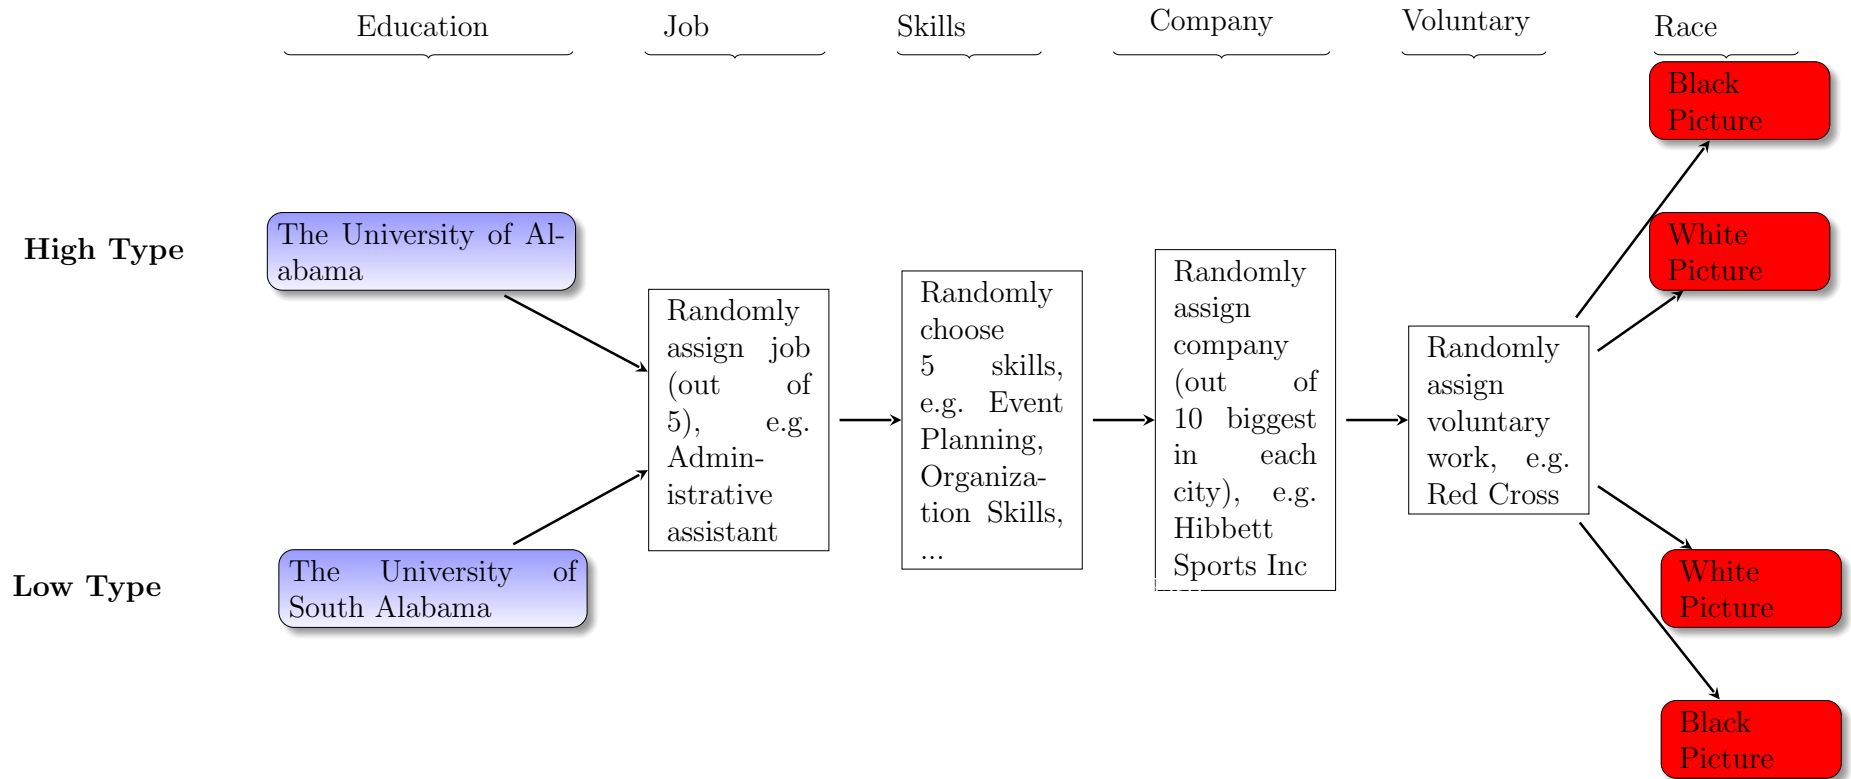 Education
Job
Skills
Company
Voluntary
Race
High Type
The University of Al-
abama
Low Type
The University of
South Alabama
Randomly
assign job
(out of
5), e.g.
Admin-
istrative
assistant
Randomly
choose
5 skills,
e.g. Event
Planning,
Organiza-
tion Skills,
...
Randomly
assign
company
(out of
10 biggest
in each
city), e.g.
Hibbett
Sports Inc
Randomly
assign
voluntary
work, e.g.
Red Cross
Black
Picture
White
Picture
White
Picture
Black
Picture